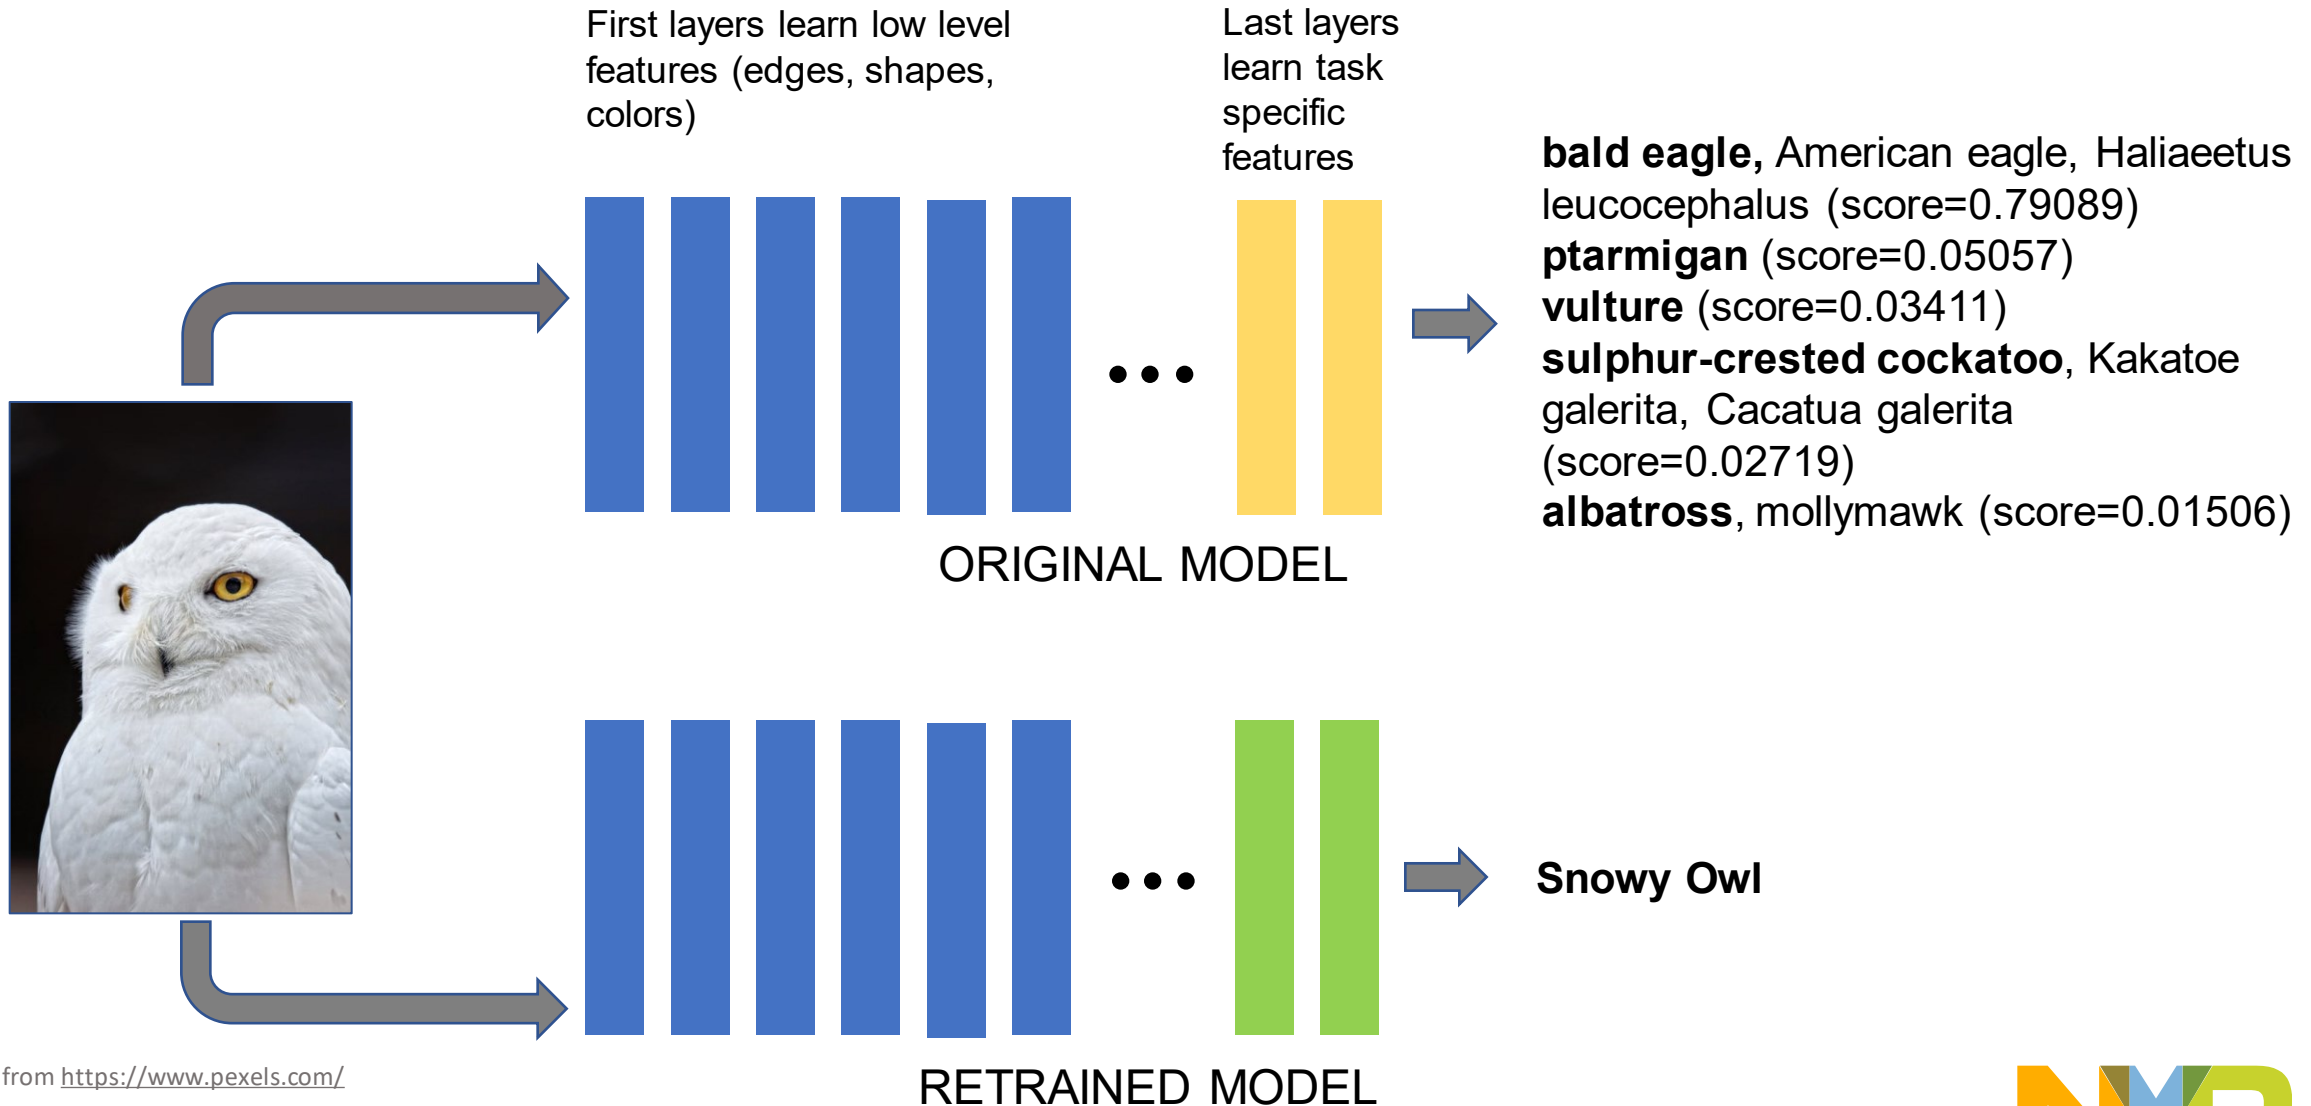 First layers learn low level
features (edges, shapes,
colors)
Last layers
learn task
specific
features
bald eagle, American eagle, Haliaeetus
leucocephalus (score=0.79089)
ptarmigan (score=0.05057)
vulture (score=0.03411)
sulphur-crested cockatoo, Kakatoe
galerita, Cacatua galerita
(score=0.02719)
albatross, mollymawk (score=0.01506)
ORIGINAL MODEL
Snowy Owl
RETRAINED MODEL
from https://www.pexels.com/